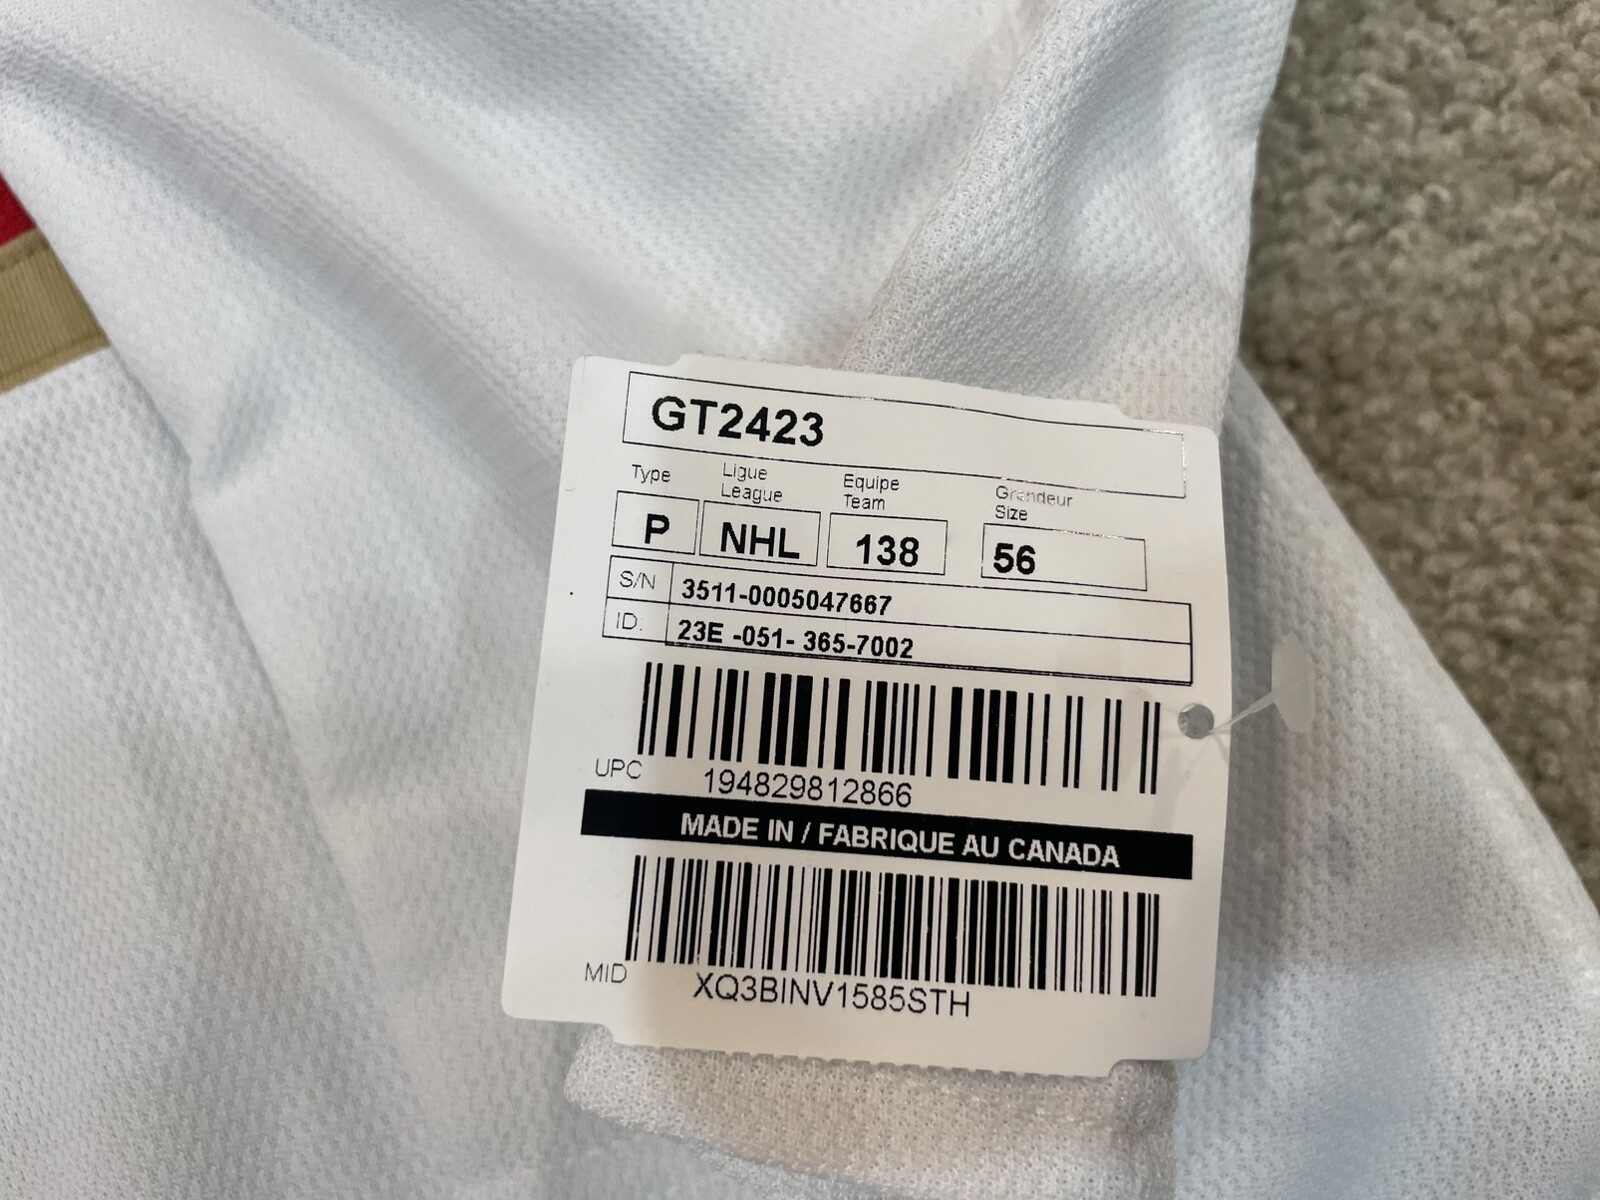 GT2423
Type
Ligue
League
Equipe
Team
Grandeur
Size
P
NHL
138
56
S/N
3511-0005047667
ID.
23E -051- 365-7002
UPC
194829812866
MADE IN / FABRIQUE AU CANADA
MID
XQ3BINV1585STH